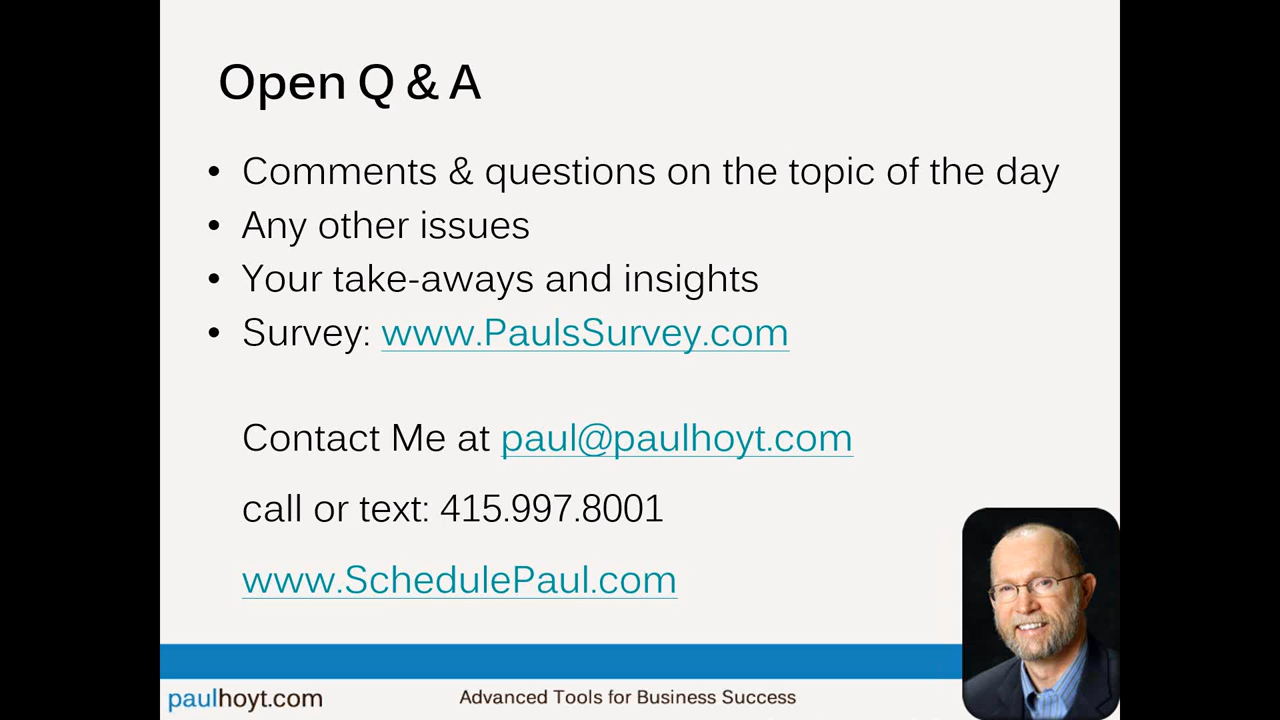 Open Q & A
• Comments & questions on the topic of the day
• Any other issues
• Your take-aways and insights
• Survey: www.PaulsSurvey.com
Contact Me at paul@paulhoyt.com
call or text: 415.997.8001
www.SchedulePaul.com
paulhoyt.com
Advanced Tools for Business Success